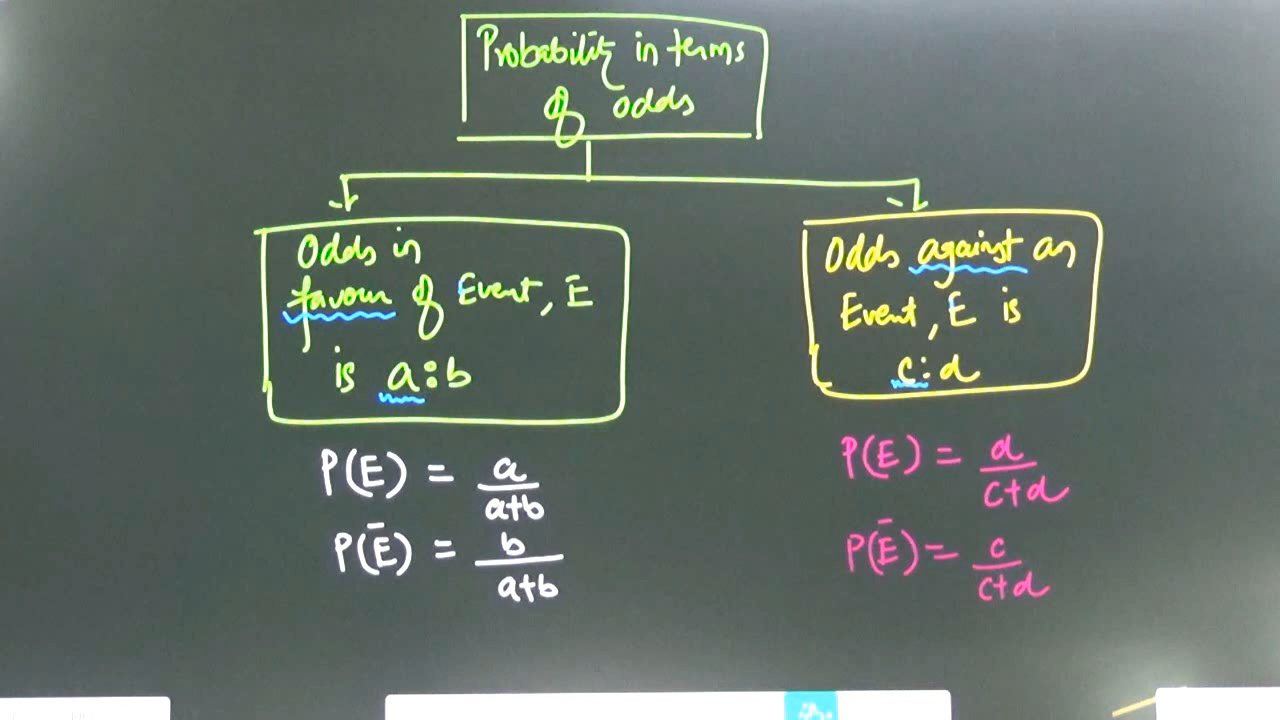 Probability in terms
of odds
Odds in
favour of Event, E
is a:b
P(E) = a/a+b
P(Ē) = b/a+b
Odds against an
Event, E is
c:d
P(E) = d/c+d
P(Ē) = c/c+d